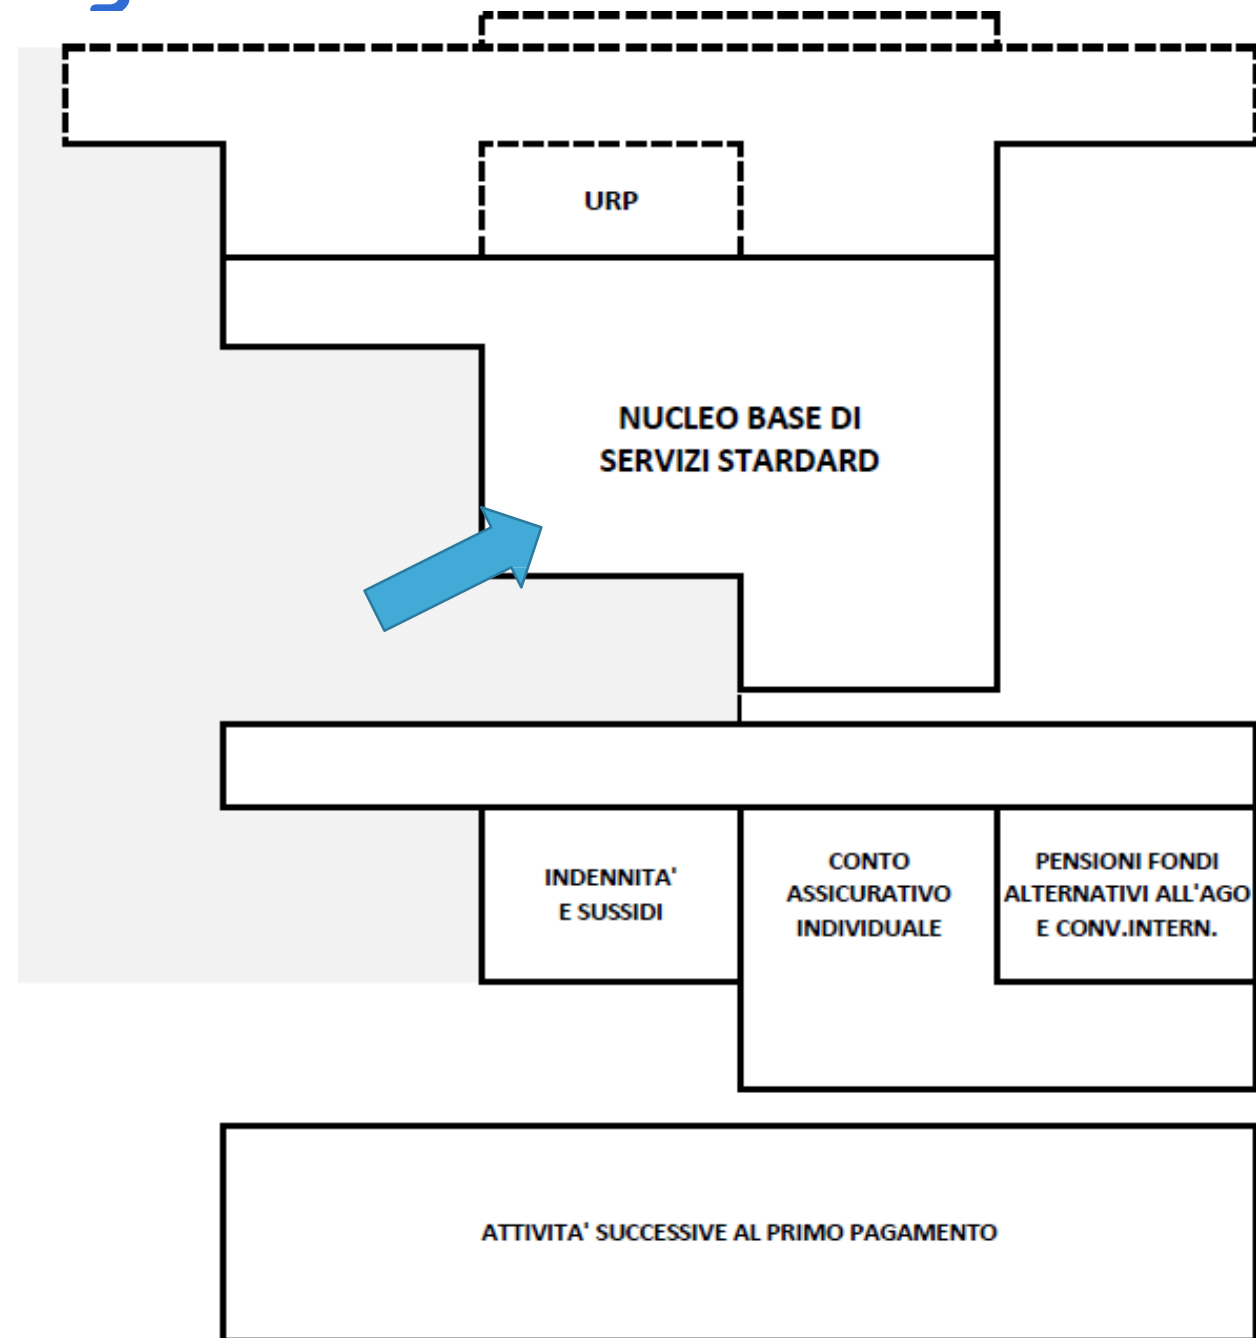 URP
NUCLEO BASE DI
SERVIZI STARDARD
INDENNITA'
E SUSSIDI
CONTO
ASSICURATIVO
INDIVIDUALE
PENSIONI FONDI
ALTERNATIVI ALL'AGO
E CONV.INTERN.
ATTIVITA' SUCCESSIVE AL PRIMO PAGAMENTO